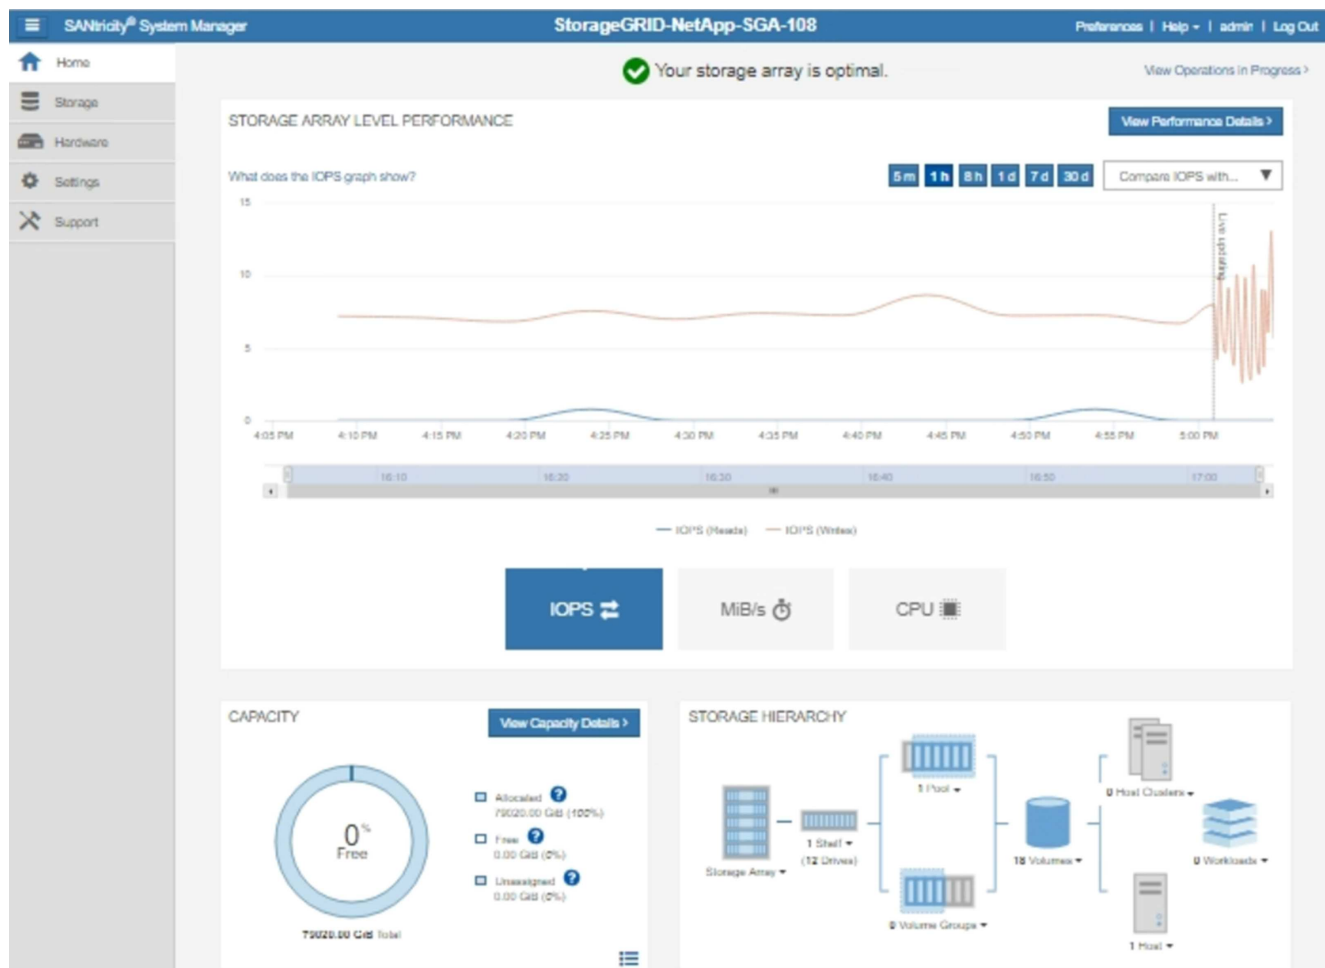 SANtricity® System Manager
StorageGRID-NetApp-SGA-108
Preferences | Help | admin | Log Out
Home
Storage
Hardware
Settings
Support
Your storage array is optimal.
View Operations in Progress >
STORAGE ARRAY LEVEL PERFORMANCE
View Performance Details >
What does the IOPS graph show?
5 m 1 h 8 h 1 d 7 d 30 d
Compare IOPS with...
15
10
5
0
Live updating
4:05 PM 4:10 PM 4:15 PM 4:20 PM 4:25 PM 4:30 PM 4:35 PM 4:40 PM 4:45 PM 4:50 PM 4:55 PM 5:00 PM
16:10 16:20 16:30 16:40 16:50 17:00
IOPS (Reads) IOPS (Writes)
IOPS
MiB/s
CPU
CAPACITY
View Capacity Details >
0%
Free
79020.00 GiB Total
Allocated ?
79020.00 GiB (100%)
Free ?
0.00 GiB (0%)
Unassigned ?
0.00 GiB (0%)
STORAGE HIERARCHY
Storage Array
1 Shelf
(12 Drives)
1 Pool
0 Volume Groups
18 Volumes
0 Host Clusters
1 Host
0 Workloads